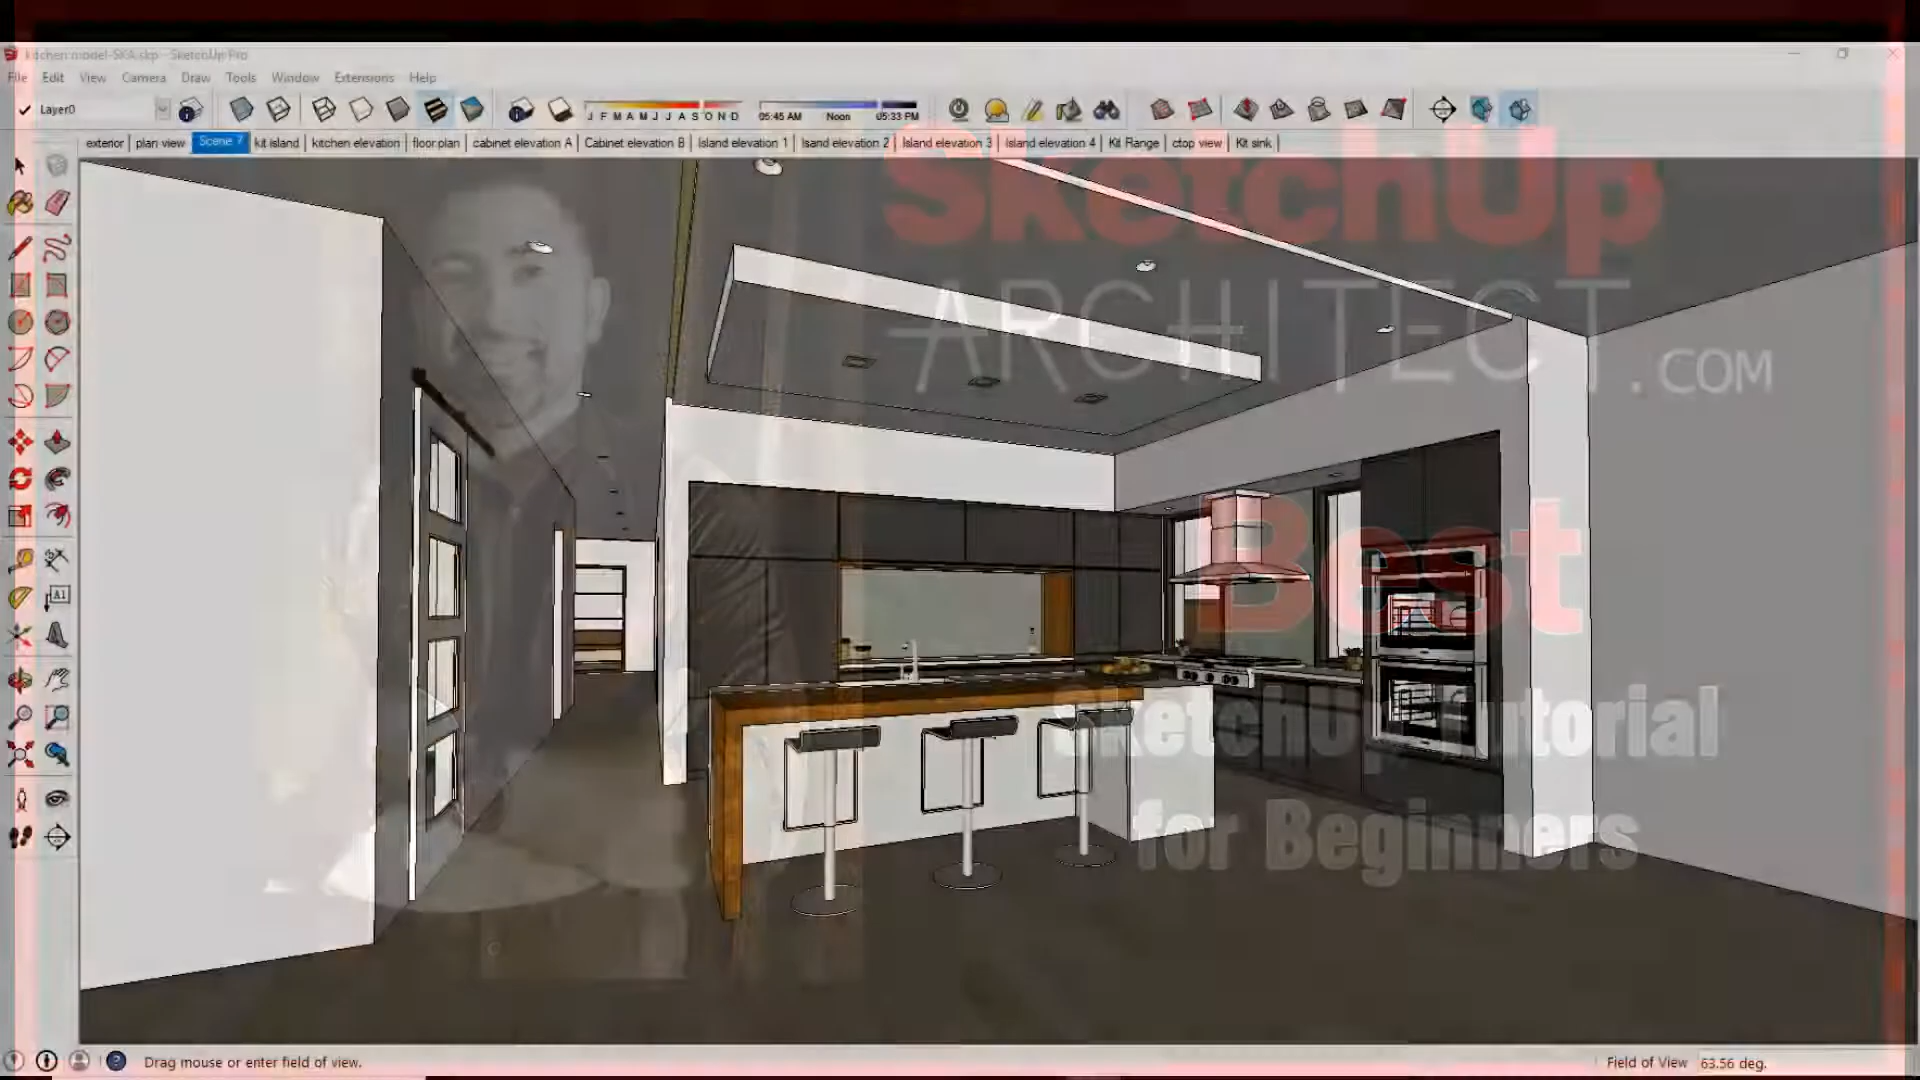 kitchen model-SKA.skp - SketchUp Pro
File Edit View Camera Draw Tools Window Extensions Help
Layer0
J F M A M J J A S O N D
05:45 AM Noon 05:33 PM
exterior plan view Scene 7 kit island kitchen elevation floor plan cabinet elevation A Cabinet elevation B Island elevation 1 Isand elevation 2 Island elevation 3 Island elevation 4 Kit Range ctop view Kit sink
SketchUp
ARCHITECT.COM
Best
SketchUp Tutorial
for Beginners
A1
Drag mouse or enter field of view.
Field of View 63.56 deg.